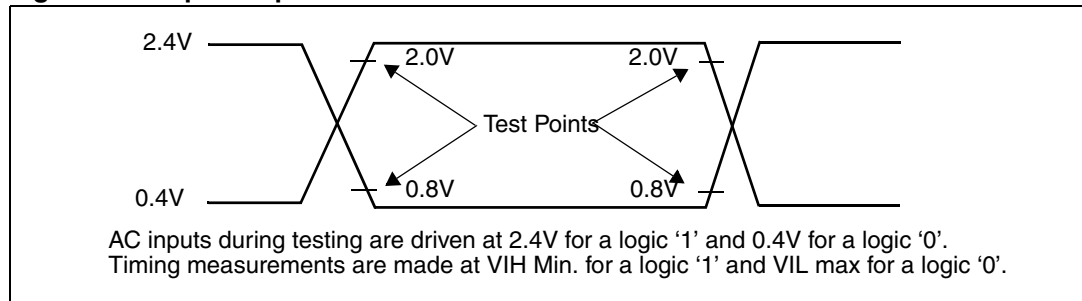 2.4V
2.0V 2.0V
Test Points
0.8V 0.8V
0.4V
AC inputs during testing are driven at 2.4V for a logic ‘1’ and 0.4V for a logic ‘0’.
Timing measurements are made at VIH Min. for a logic ‘1’ and VIL max for a logic ‘0’.